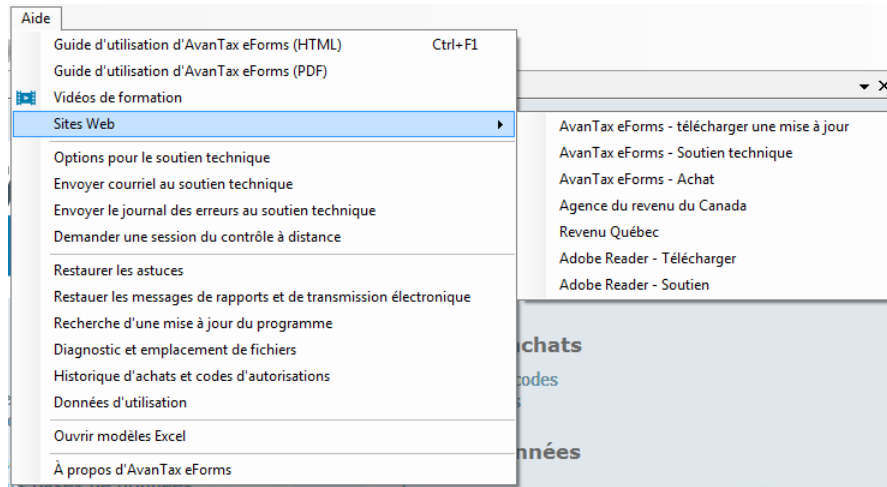 Aide
Guide d'utilisation d'AvanTax eForms (HTML) Ctrl+F1
Guide d'utilisation d'AvanTax eForms (PDF)
Vidéos de formation
Sites Web
AvanTax eForms - télécharger une mise à jour
AvanTax eForms - Soutien technique
AvanTax eForms - Achat
Agence du revenu du Canada
Revenu Québec
Adobe Reader - Télécharger
Adobe Reader - Soutien
Options pour le soutien technique
Envoyer courriel au soutien technique
Envoyer le journal des erreurs au soutien technique
Demander une session du contrôle à distance
Restaurer les astuces
Restauer les messages de rapports et de transmission électronique
Recherche d'une mise à jour du programme
Diagnostic et emplacement de fichiers
Historique d'achats et codes d'autorisations
Données d'utilisation
Ouvrir modèles Excel
À propos d'AvanTax eForms
chats
codes
nnées